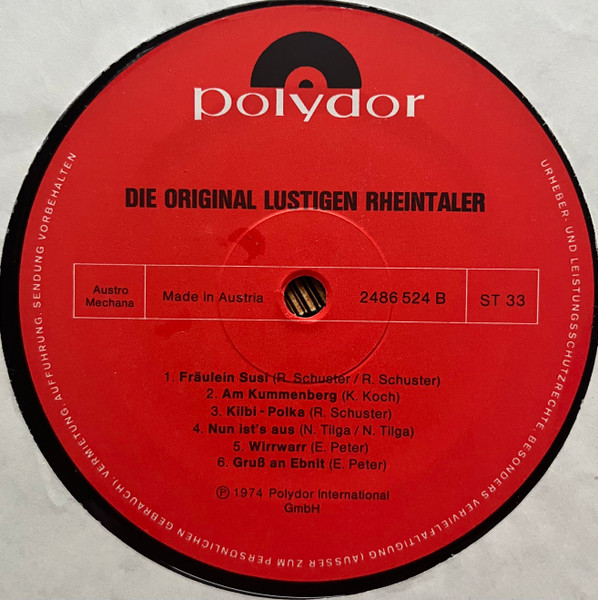 polydor
DIE ORIGINAL LUSTIGEN RHEINTALER
Austro
Mechana
Made in Austria
2486 524 B
ST 33
1. Fräulein Susi (R. Schuster / R. Schuster)
2. Am Kummenberg (K. Koch)
3. Kilbi - Polka (R. Schuster)
4. Nun ist's aus (N. Tilga / N. Tilga)
5. Wirrwarr (E. Peter)
6. Gruß an Ebnit (E. Peter)
Ⓟ 1974 Polydor International
GmbH
URHEBER- UND LEISTUNGSSCHUTZRECHTE, BESONDERS VERVIELFÄLTIGUNG (AUSSER ZUM PERSÖNLICHEN GEBRAUCH), VERMIETUNG, AUFFÜHRUNG, SENDUNG VORBEHALTEN